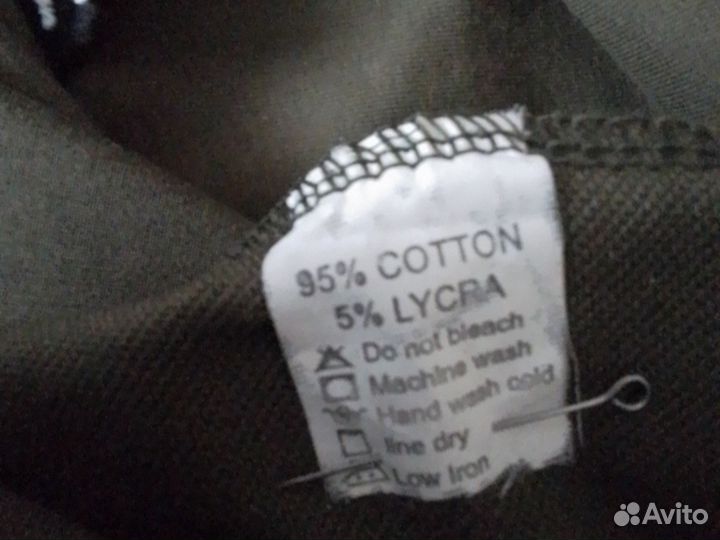 95% COTTON
5% LYCRA
Do not bleach
Machine wash
Hand wash cold
line dry
Low Iron
Avito